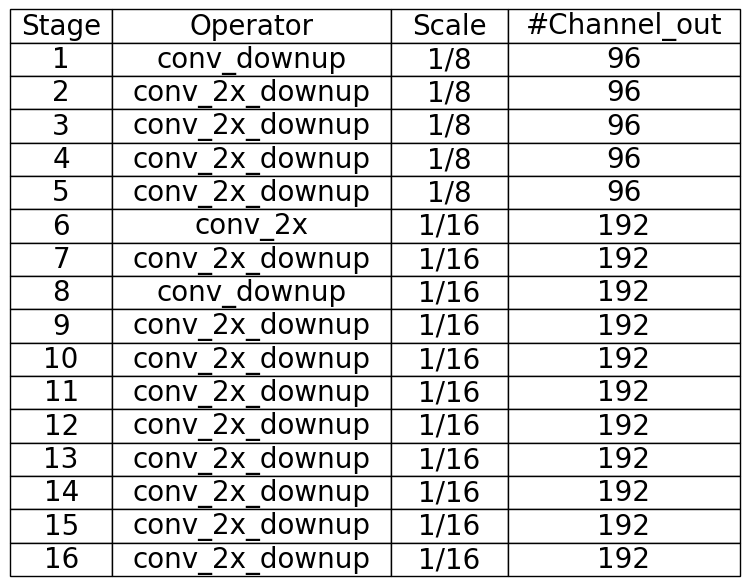 Stage Operator Scale #Channel_out
1 conv_downup 1/8 96
2 conv_2x_downup 1/8 96
3 conv_2x_downup 1/8 96
4 conv_2x_downup 1/8 96
5 conv_2x_downup 1/8 96
6 conv_2x 1/16 192
7 conv_2x_downup 1/16 192
8 conv_downup 1/16 192
9 conv_2x_downup 1/16 192
10 conv_2x_downup 1/16 192
11 conv_2x_downup 1/16 192
12 conv_2x_downup 1/16 192
13 conv_2x_downup 1/16 192
14 conv_2x_downup 1/16 192
15 conv_2x_downup 1/16 192
16 conv_2x_downup 1/16 192